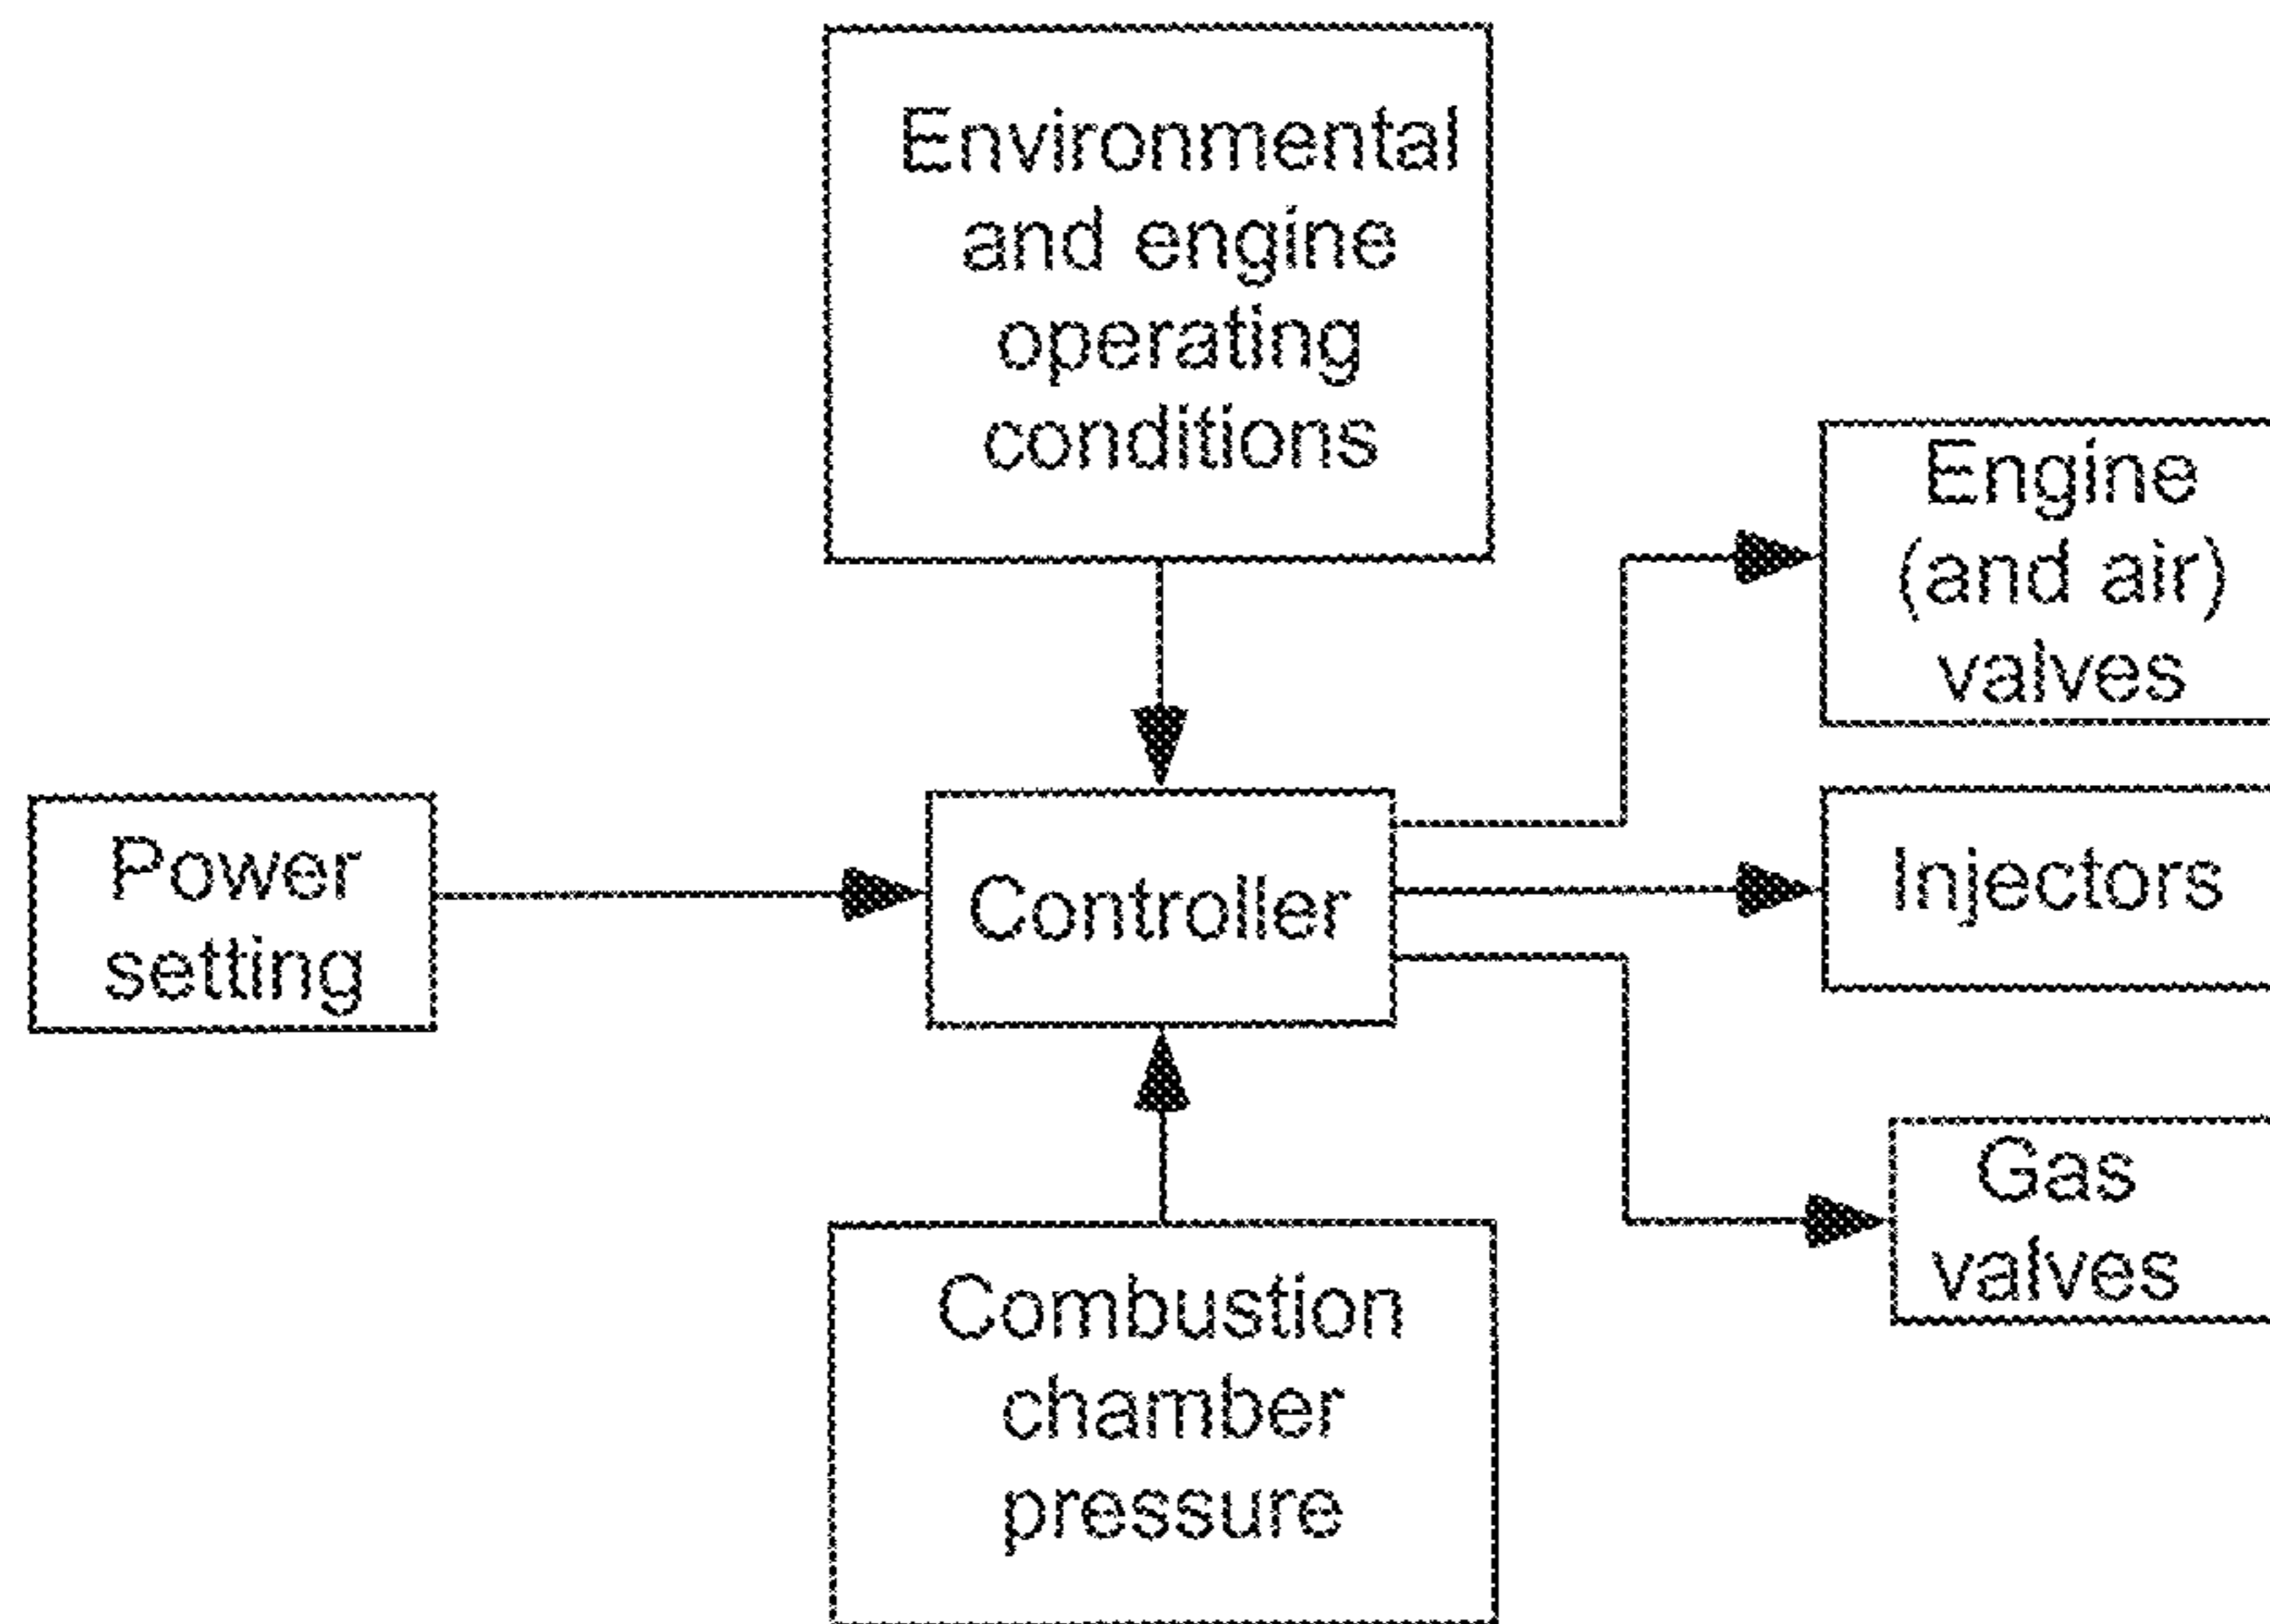 Environmental
and engine
operating
conditions
Engine
(and air)
valves
Power
setting
Controller
Injectors
Gas
valves
Combustion
chamber
pressure